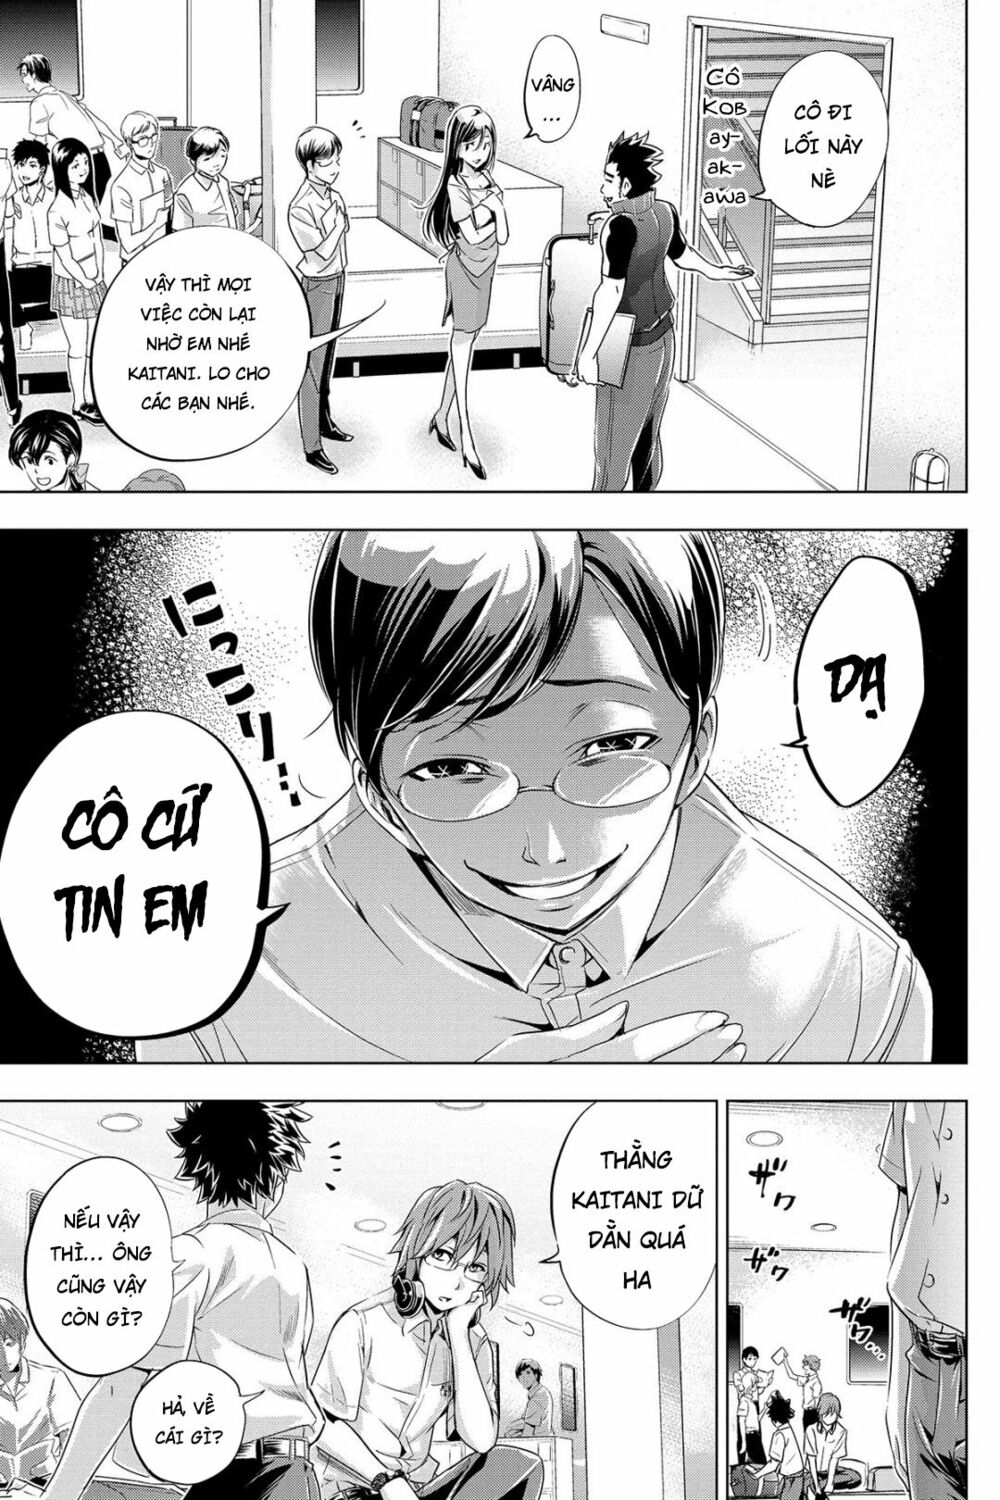 Cô
Kob
ay-
ak-
awa
CÔ ĐI
LỐI NÀY
NÈ
VÂNG
...
VẬY THÌ MỌI
VIỆC CÒN LẠI
NHỜ EM NHÉ
KAITANI. LO CHO
CÁC BẠN NHÉ.
DẠ
にっこり…
CÔ CỨ
TIN EM
ザワ
ザワ
ザワ…
THẰNG
KAITANI DỮ
DẰN QUÁ
HA
NẾU VẬY
THÌ... ÔNG
CŨNG VẬY
CÒN GÌ?
HẢ, VỀ
CÁI GÌ?